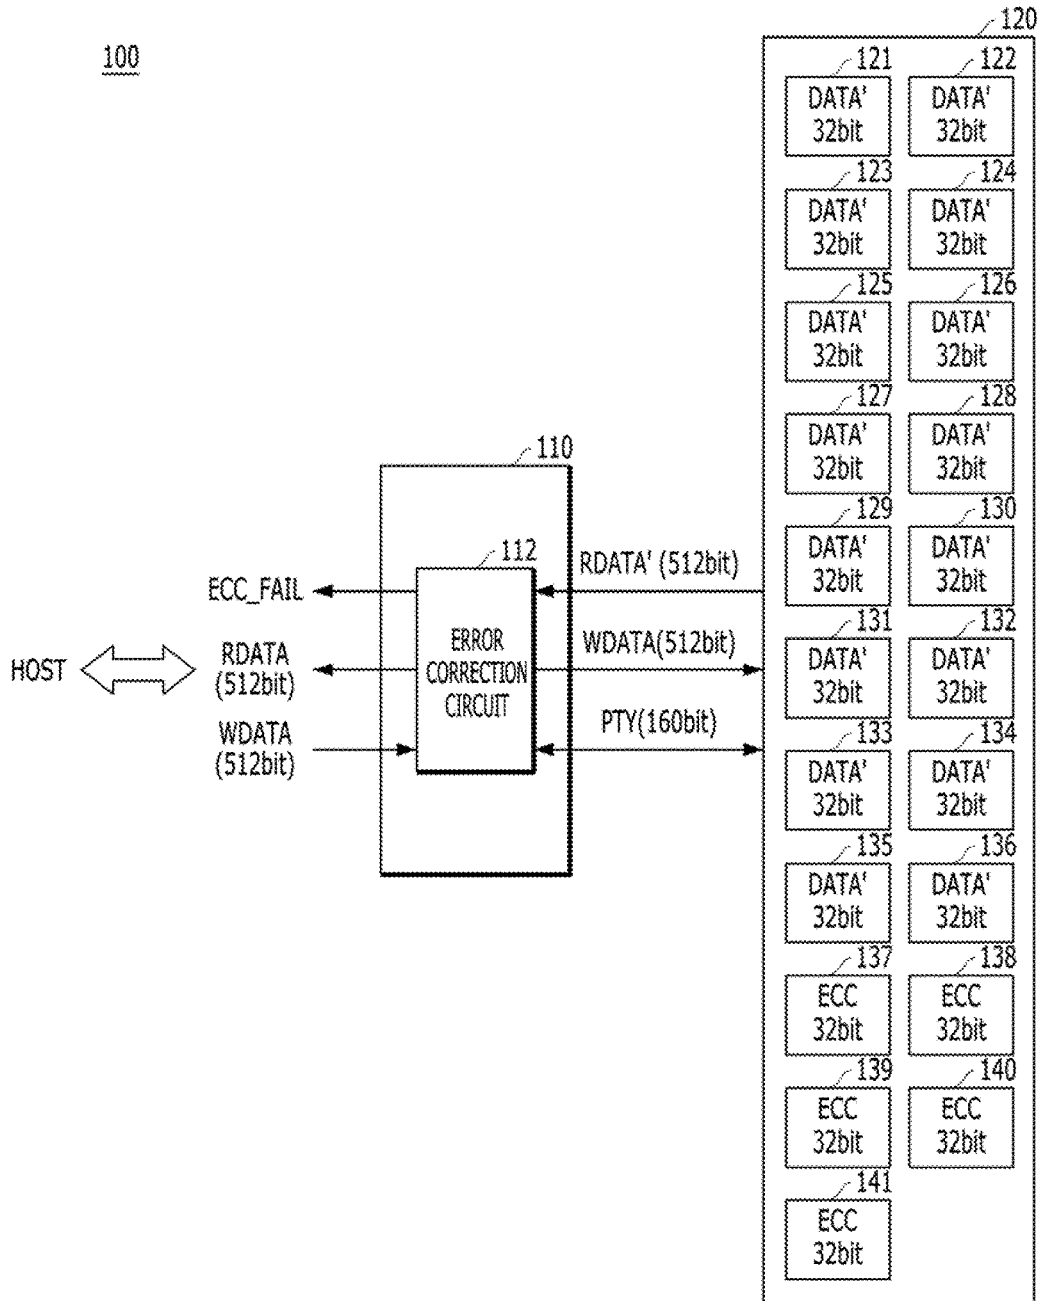 120
100
121
122
DATA'
32bit
DATA'
32bit
123
124
DATA'
32bit
DATA'
32bit
125
126
DATA'
32bit
DATA'
32bit
127
128
DATA'
32bit
DATA'
32bit
129
130
DATA'
32bit
DATA'
32bit
131
132
DATA'
32bit
DATA'
32bit
133
134
DATA'
32bit
DATA'
32bit
135
136
DATA'
32bit
DATA'
32bit
137
138
ECC
32bit
ECC
32bit
139
140
ECC
32bit
ECC
32bit
141
ECC
32bit
110
112
ERROR
CORRECTION
CIRCUIT
RDATA' (512bit)
WDATA(512bit)
PTY(160bit)
ECC_FAIL
HOST
RDATA
(512bit)
WDATA
(512bit)